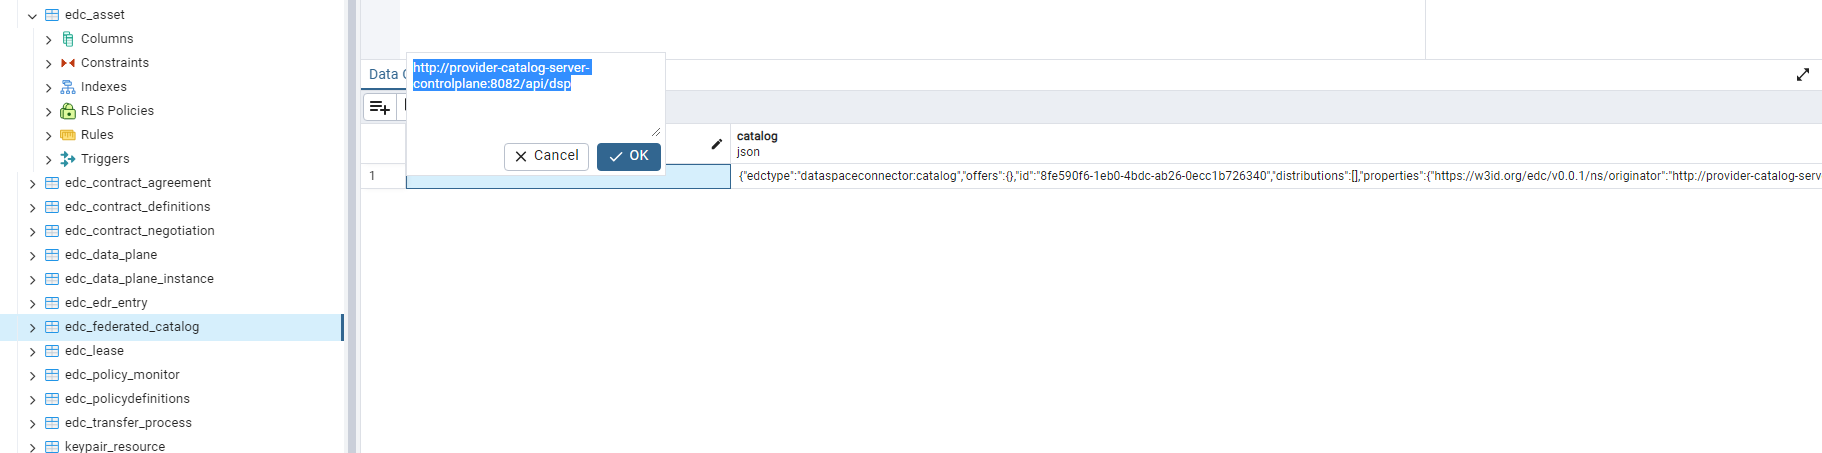 edc_asset
Columns
Constraints
Indexes
RLS Policies
Rules
Triggers
edc_contract_agreement
edc_contract_definitions
edc_contract_negotiation
edc_data_plane
edc_data_plane_instance
edc_edr_entry
edc_federated_catalog
edc_lease
edc_policy_monitor
edc_policydefinitions
edc_transfer_process
keypair_resource
http://provider-catalog-server-
controlplane:8082/api/dsp
Data
Cancel
OK
catalog
json
1
{"edctype":"dataspaceconnector:catalog","offers":{},"id":"8fe590f6-1eb0-4bdc-ab26-0ecc1b726340","distributions":[],"properties":{"https://w3id.org/edc/v0.0.1/ns/originator":"http://provider-catalog-serv